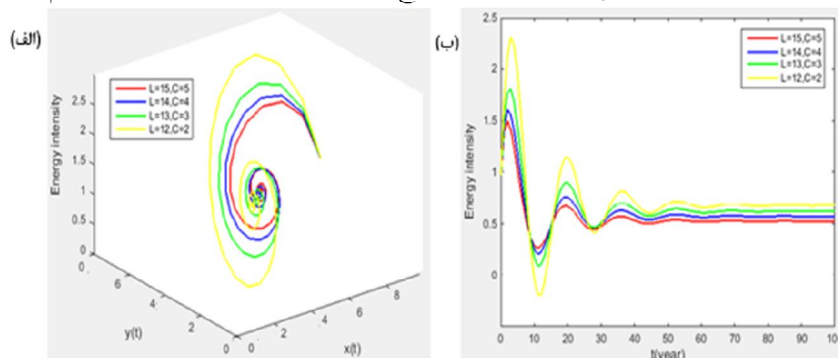 (الف)
Energy intensity
2.5
2
1.5
1
0.5
0
L=15,C=5
L=14,C=4
L=13,C=3
L=12,C=2
0
2
4
6
y(t)
0
0
2
4
6
8
x(t)
(ب)
Energy intensity
2.5
2
1.5
1
0.5
0
L=15,C=5
L=14,C=4
L=13,C=3
L=12,C=2
0 10 20 30 40 50 60 70 80 90 100
t(year)